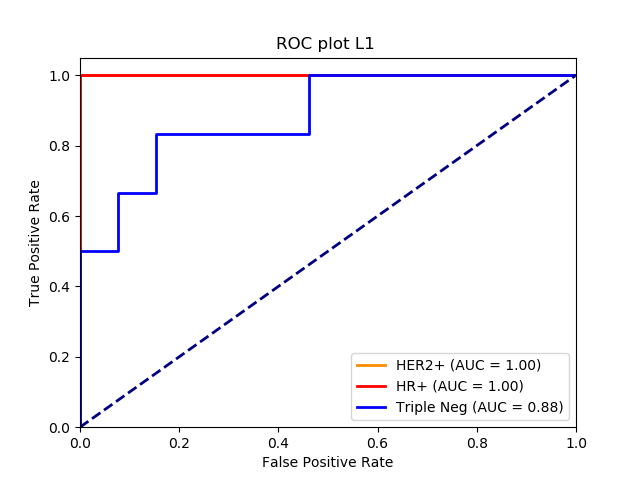 ROC plot L1
True Positive Rate
1.0
0.8
0.6
0.4
0.2
0.0
0.0 0.2 0.4 0.6 0.8 1.0
False Positive Rate
HER2+ (AUC = 1.00)
HR+ (AUC = 1.00)
Triple Neg (AUC = 0.88)